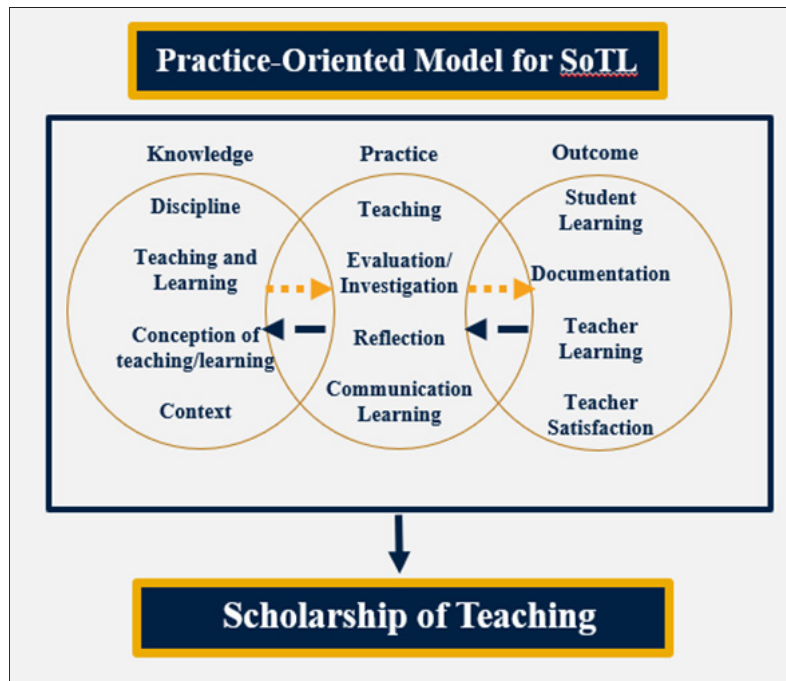 Practice-Oriented Model for SoTL
Knowledge
Practice
Outcome
Discipline
Teaching and
Learning
Conception of
teaching/learning
Context
Teaching
Evaluation/
Investigation
Reflection
Communication
Learning
Student
Learning
Documentation
Teacher
Learning
Teacher
Satisfaction
Scholarship of Teaching